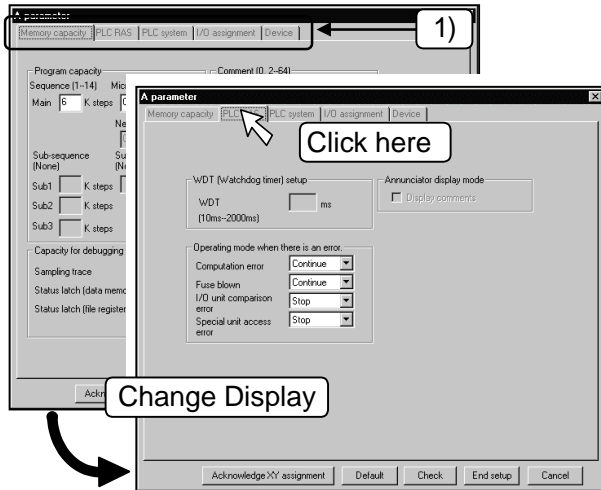 A parameter
Memory capacity PLC RAS PLC system I/O assignment Device
1)
Program capacity
Comment (0, 2--64)
Sequence (1--14)
Main 6 K steps
Sub-sequence
(None)
Sub1 K steps
Sub2 K steps
Sub3 K steps
Capacity for debugging
Sampling trace
Status latch (data
Status latch (file register
A parameter
Memory capacity PLC system I/O assignment Device
Click here
WDT (Watchdog timer) setup
WDT ms
(10ms--2000ms)
Annunciator display mode
Display comments
Operating mode when there is an error.
Computation error Continue
Fuse blown Continue
I/O unit comparison
error Stop
Special unit access
error Stop
Change Display
Acknowledge XY assignment Default Check End setup Cancel